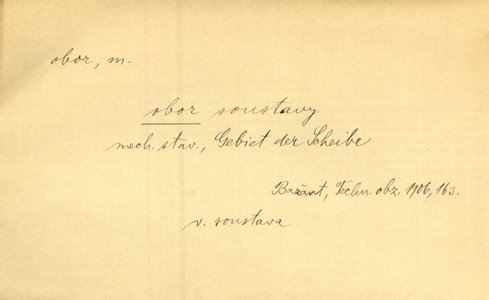 obor, m.
obor soustavy
mech. stav., Gebiet der Scheibe
Bažant, Techn. obz. 1906, 163.
v. soustava